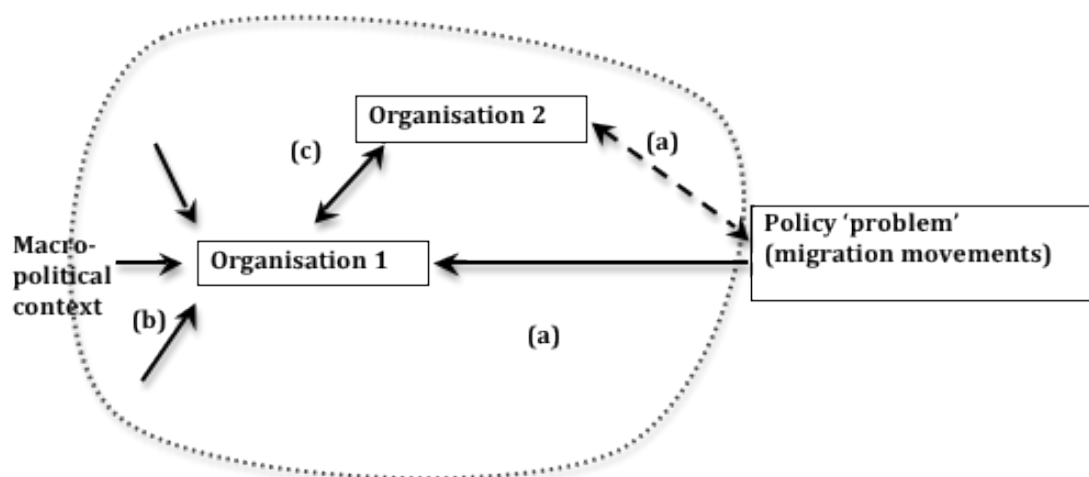 Organisation 2
(c)
(a)
Policy ‘problem’
(migration movements)
Macro-
political
context
Organisation 1
(b)
(a)